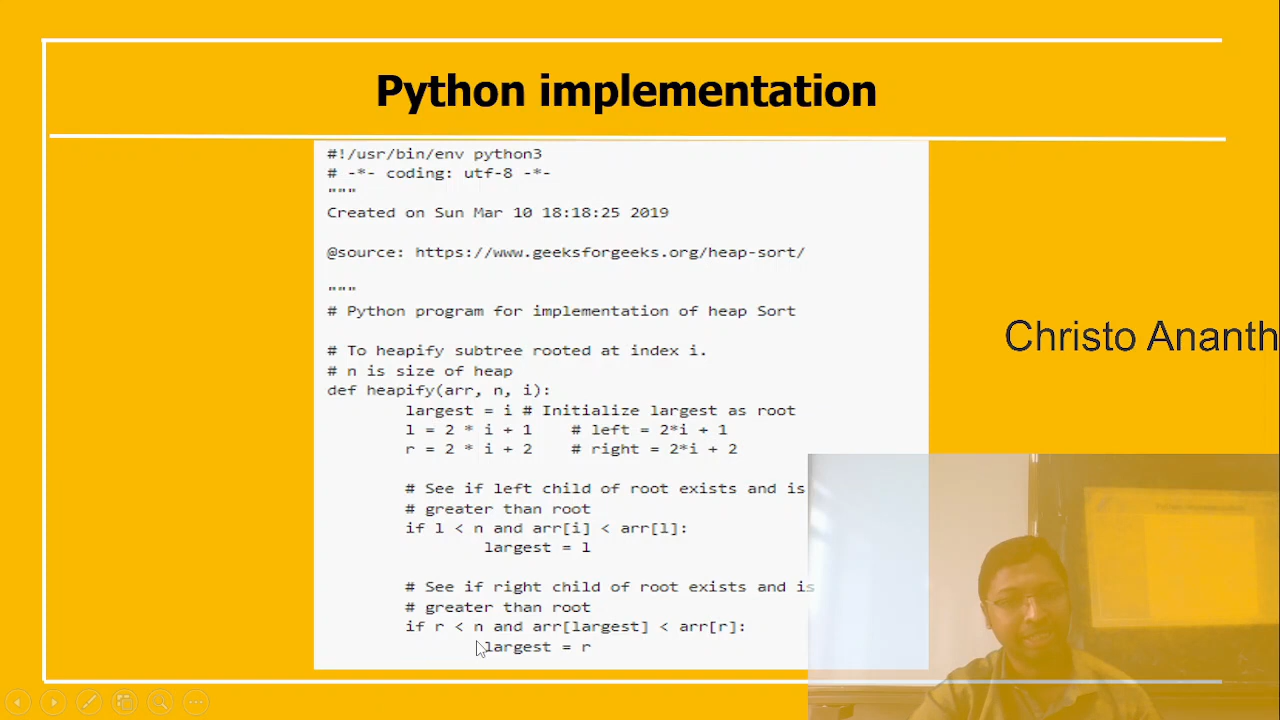 Python implementation
#!/usr/bin/env python3
# -*- coding: utf-8 -*-
"""
Created on Sun Mar 10 18:18:25 2019
@source: https://www.geeksforgeeks.org/heap-sort/
"""
# Python program for implementation of heap Sort
# To heapify subtree rooted at index i.
# n is size of heap
def heapify(arr, n, i):
largest = i # Initialize largest as root
l = 2 * i + 1 # left = 2*i + 1
r = 2 * i + 2 # right = 2*i + 2
# See if left child of root exists and is
# greater than root
if l < n and arr[i] < arr[l]:
largest = l
# See if right child of root exists and is
# greater than root
if r < n and arr[largest] < arr[r]:
largest = r
Christo Ananth